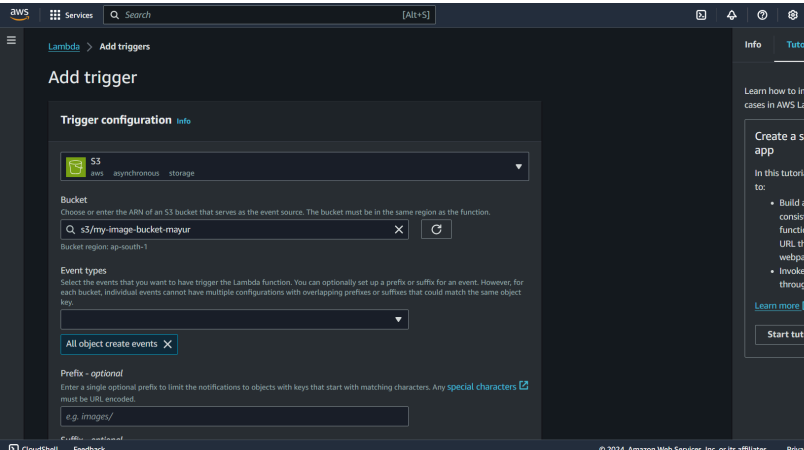 aws
Services
Search
[Alt+S]
Lambda > Add triggers
Info
Add trigger
Trigger configuration Info
S3
aws asynchronous storage
Bucket
Choose or enter the ARN of an S3 bucket that serves as the event source. The bucket must be in the same region as the function.
s3/my-image-bucket-mayur
Bucket region: ap-south-1
Event types
Select the events that you want to have trigger the Lambda function. You can optionally set up a prefix or suffix for an event. However, for
each bucket, individual events cannot have multiple configurations with overlapping prefixes or suffixes that could match the same object
key.
All object create events
Prefix - optional
Enter a single optional prefix to limit the notifications to objects with keys that start with matching characters. Any special characters
must be URL encoded.
e.g. images/
Suffix - optional
Learn how to
cases in AWS
Create a
app
In this
to:
Build
URL
Invoke
Learn more
Start
CloudShell Feedback
© 2024, Amazon Web Services, Inc. or its affiliates.